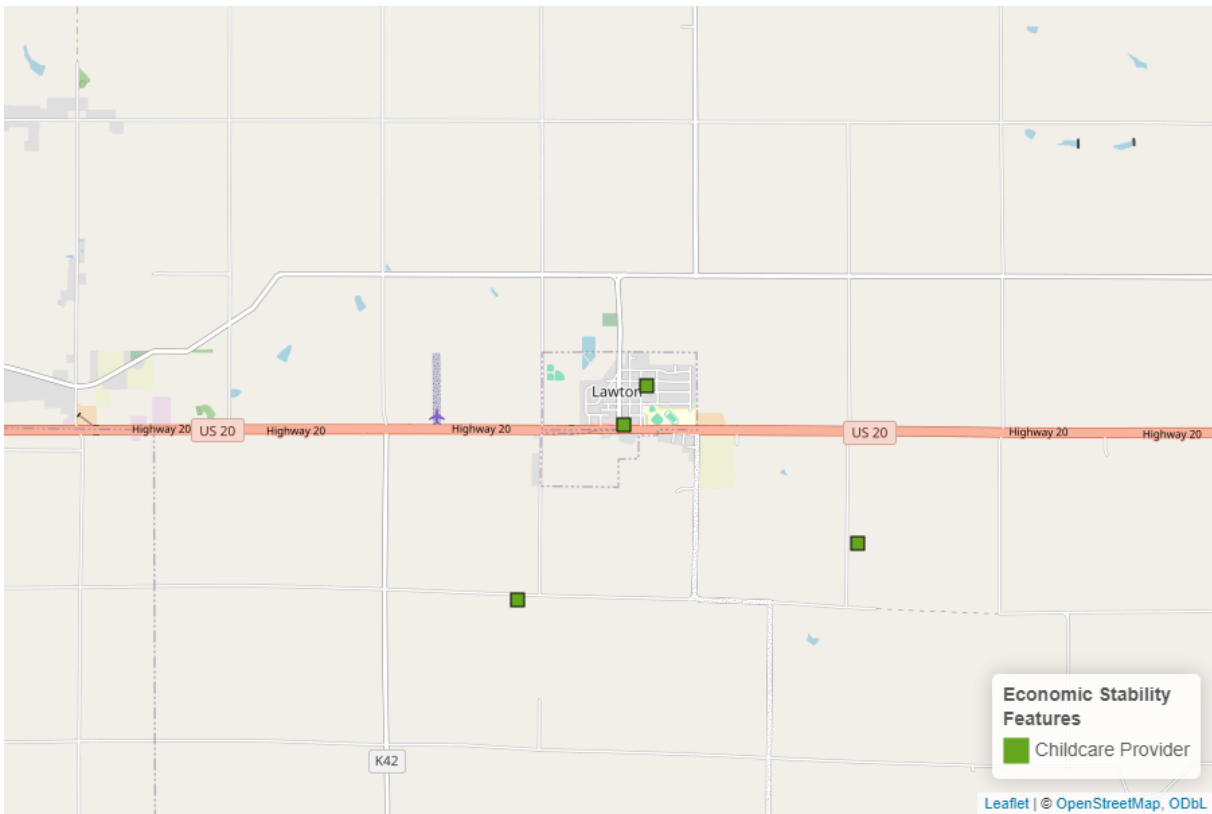 Lawton
Highway 20
US 20
Highway 20
Highway 20
US 20
Highway 20
Highway 20
K42
Economic Stability
Features
Childcare Provider
Leaflet | © OpenStreetMap, ODbL